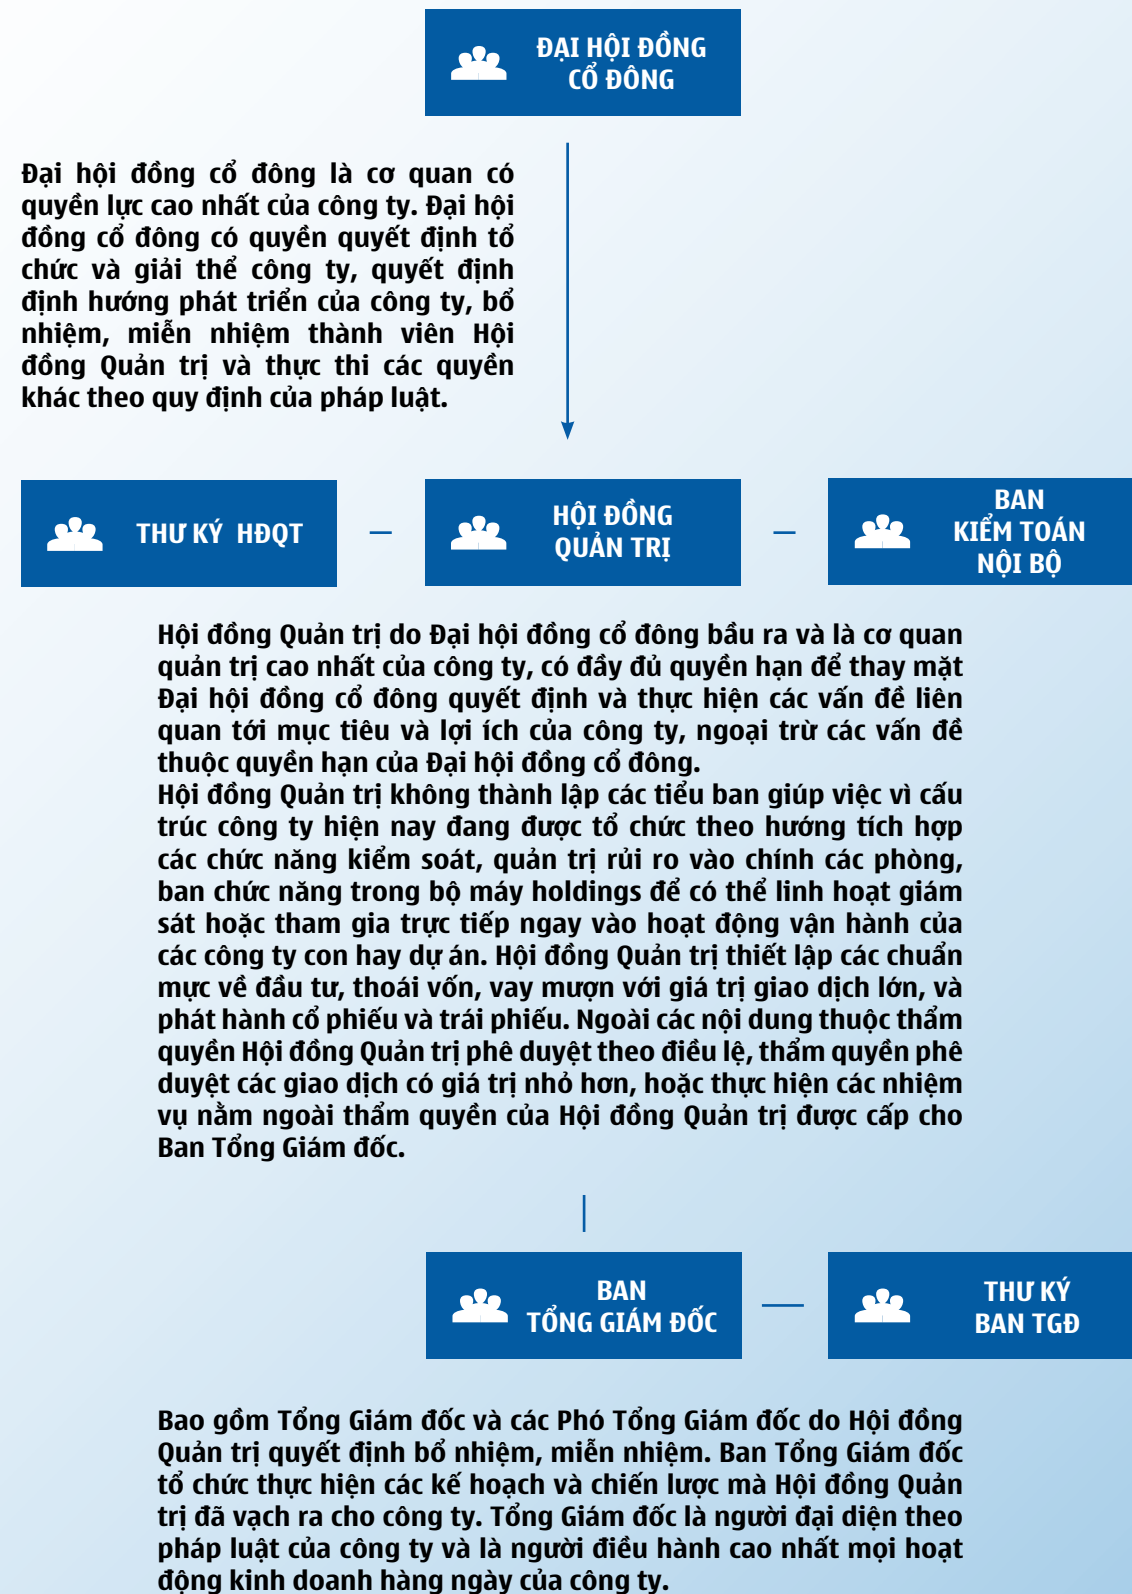 ĐẠI HỘI ĐỒNG
CỔ ĐÔNG
Đại hội đồng cổ đông là cơ quan có
quyền lực cao nhất của công ty. Đại hội
đồng cổ đông có quyền quyết định tổ
chức và giải thể công ty, quyết định
định hướng phát triển của công ty, bổ
nhiệm, miễn nhiệm thành viên Hội
đồng Quản trị và thực thi các quyền
khác theo quy định của pháp luật.
THƯ KÝ HĐQT
HỘI ĐỒNG
QUẢN TRỊ
BAN
KIỂM TOÁN
NỘI BỘ
Hội đồng Quản trị do Đại hội đồng cổ đông bầu ra và là cơ quan
quản trị cao nhất của công ty, có đầy đủ quyền hạn để thay mặt
Đại hội đồng cổ đông quyết định và thực hiện các vấn đề liên
quan tới mục tiêu và lợi ích của công ty, ngoại trừ các vấn đề
thuộc quyền hạn của Đại hội đồng cổ đông.
Hội đồng Quản trị không thành lập các tiểu ban giúp việc vì cấu
trúc công ty hiện nay đang được tổ chức theo hướng tích hợp
các chức năng kiểm soát, quản trị rủi ro vào chính các phòng,
ban chức năng trong bộ máy holdings để có thể linh hoạt giám
sát hoặc tham gia trực tiếp ngay vào hoạt động vận hành của
các công ty con hay dự án. Hội đồng Quản trị thiết lập các chuẩn
mực về đầu tư, thoái vốn, vay mượn với giá trị giao dịch lớn, và
phát hành cổ phiếu và trái phiếu. Ngoài các nội dung thuộc thẩm
quyền Hội đồng Quản trị phê duyệt theo điều lệ, thẩm quyền phê
duyệt các giao dịch có giá trị nhỏ hơn, hoặc thực hiện các nhiệm
vụ nằm ngoài thẩm quyền của Hội đồng Quản trị được cấp cho
Ban Tổng Giám đốc.
BAN
TỔNG GIÁM ĐỐC
THƯ KÝ
BAN TGĐ
Bao gồm Tổng Giám đốc và các Phó Tổng Giám đốc do Hội đồng
Quản trị quyết định bổ nhiệm, miễn nhiệm. Ban Tổng Giám đốc
tổ chức thực hiện các kế hoạch và chiến lược mà Hội đồng Quản
trị đã vạch ra cho công ty. Tổng Giám đốc là người đại diện theo
pháp luật của công ty và là người điều hành cao nhất mọi hoạt
động kinh doanh hàng ngày của công ty.